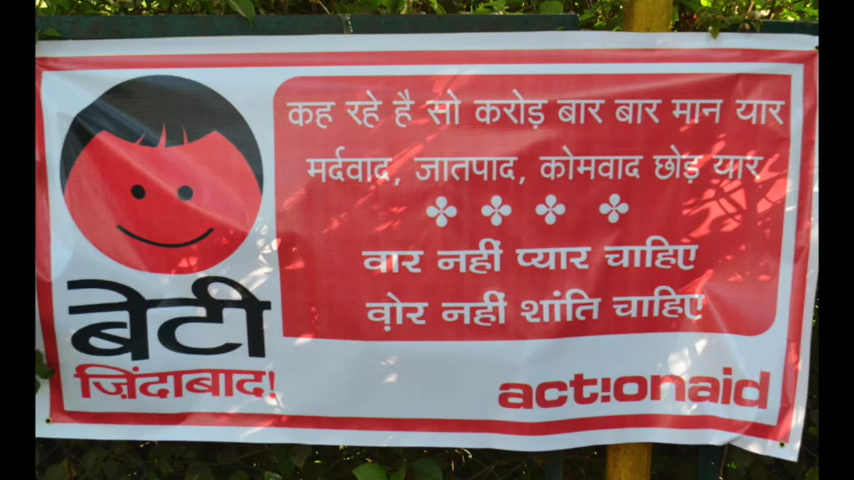 कह रहे है सो करोड़ बार बार मान यार
मर्दवाद, जातपाद, कोमवाद छोड़ यार
वार नहीं प्यार चाहिए
व़ोर नहीं शांति चाहिए
बेटी
ज़िंदाबाद!
act!onaid